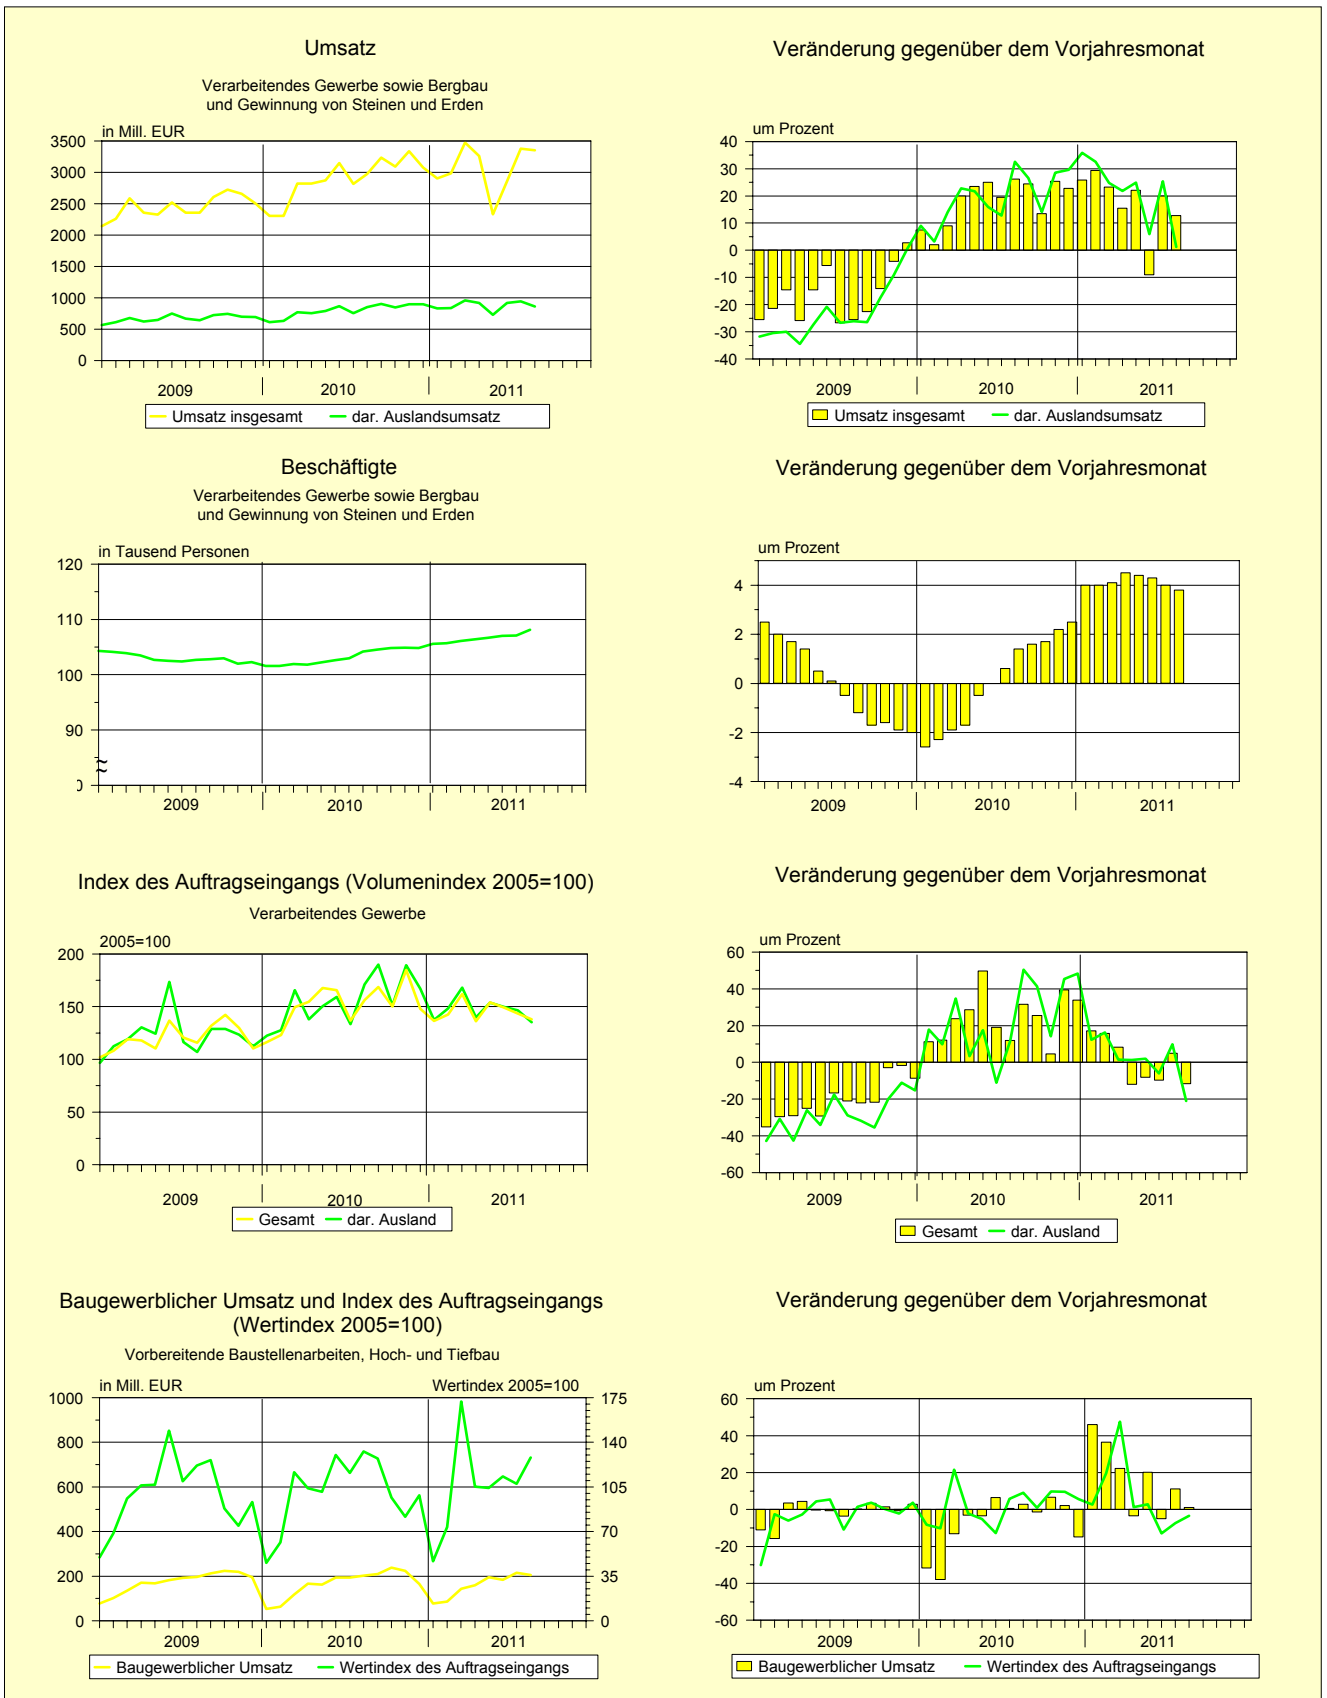 Umsatz
Verarbeitendes Gewerbe sowie Bergbau
und Gewinnung von Steinen und Erden
in Mill. EUR
3500
3000
2500
2000
1500
1000
500
0
2009
2010
2011
Umsatz insgesamt
dar. Auslandsumsatz
Veränderung gegenüber dem Vorjahresmonat
um Prozent
40
30
20
10
0
-10
-20
-30
-40
2009
2010
2011
Umsatz insgesamt
dar. Auslandsumsatz
Beschäftigte
Verarbeitendes Gewerbe sowie Bergbau
und Gewinnung von Steinen und Erden
in Tausend Personen
120
110
100
90
0
2009
2010
2011
Veränderung gegenüber dem Vorjahresmonat
um Prozent
4
2
0
-2
-4
2009
2010
2011
Index des Auftragseingangs (Volumenindex 2005=100)
Verarbeitendes Gewerbe
2005=100
200
150
100
50
0
2009
2010
2011
Gesamt
dar. Ausland
Veränderung gegenüber dem Vorjahresmonat
um Prozent
60
40
20
0
-20
-40
-60
2009
2010
2011
Gesamt
dar. Ausland
Baugewerblicher Umsatz und Index des Auftragseingangs
(Wertindex 2005=100)
Vorbereitende Baustellenarbeiten, Hoch- und Tiefbau
in Mill. EUR
Wertindex 2005=100
1000
800
600
400
200
0
175
140
105
70
35
0
2009
2010
2011
Baugewerblicher Umsatz
Wertindex des Auftragseingangs
Veränderung gegenüber dem Vorjahresmonat
um Prozent
60
40
20
0
-20
-40
-60
2009
2010
2011
Baugewerblicher Umsatz
Wertindex des Auftragseingangs